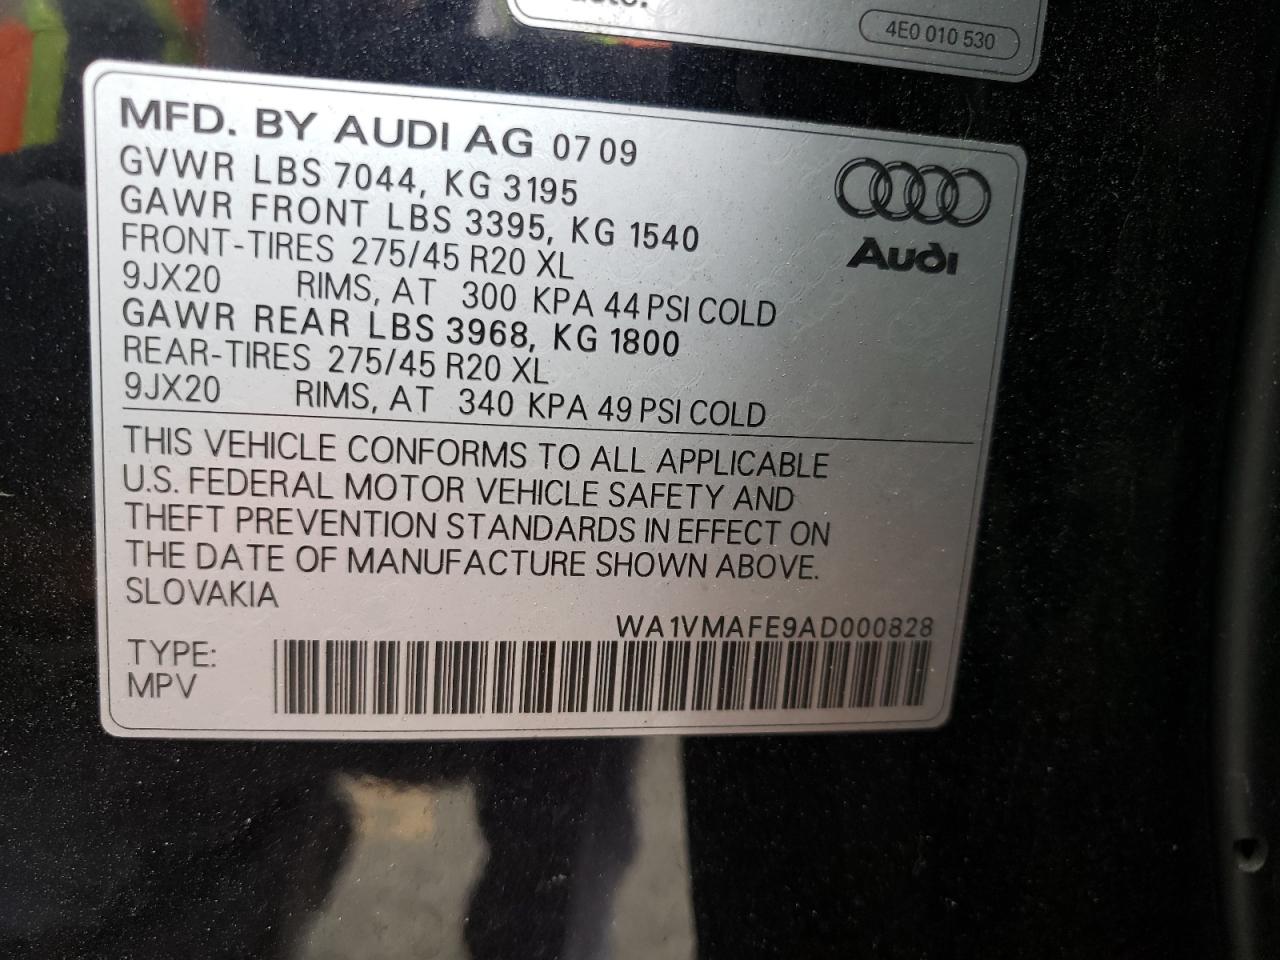 4E0 010 530
MFD. BY AUDI AG 07 09
GVWR LBS 7044, KG 3195
GAWR FRONT LBS 3395, KG 1540
FRONT-TIRES 275/45 R20 XL
9JX20 RIMS, AT 300 KPA 44 PSI COLD
GAWR REAR LBS 3968, KG 1800
REAR-TIRES 275/45 R20 XL
9JX20 RIMS, AT 340 KPA 49 PSI COLD
Audi
THIS VEHICLE CONFORMS TO ALL APPLICABLE
U.S. FEDERAL MOTOR VEHICLE SAFETY AND
THEFT PREVENTION STANDARDS IN EFFECT ON
THE DATE OF MANUFACTURE SHOWN ABOVE.
SLOVAKIA
WA1VMAFE9AD000828
TYPE:
MPV